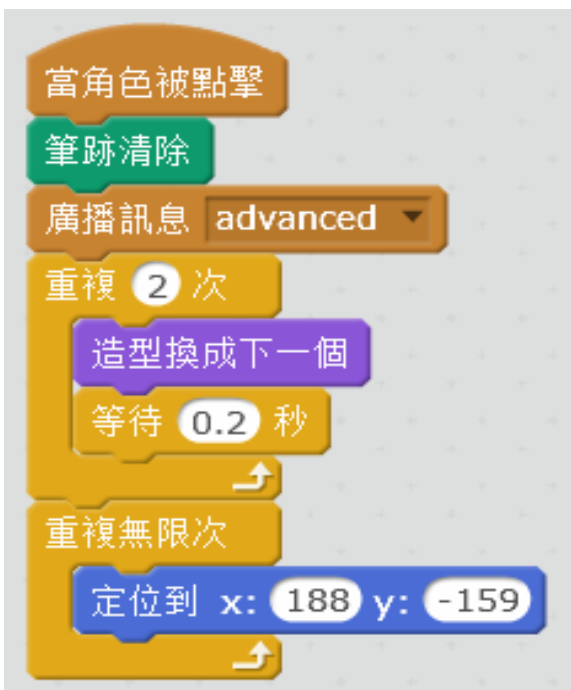 當角色被點擊
筆跡清除
廣播訊息 advanced
重複 2 次
造型換成下一個
等待 0.2 秒
重複無限次
定位到 x: 188 y: -159